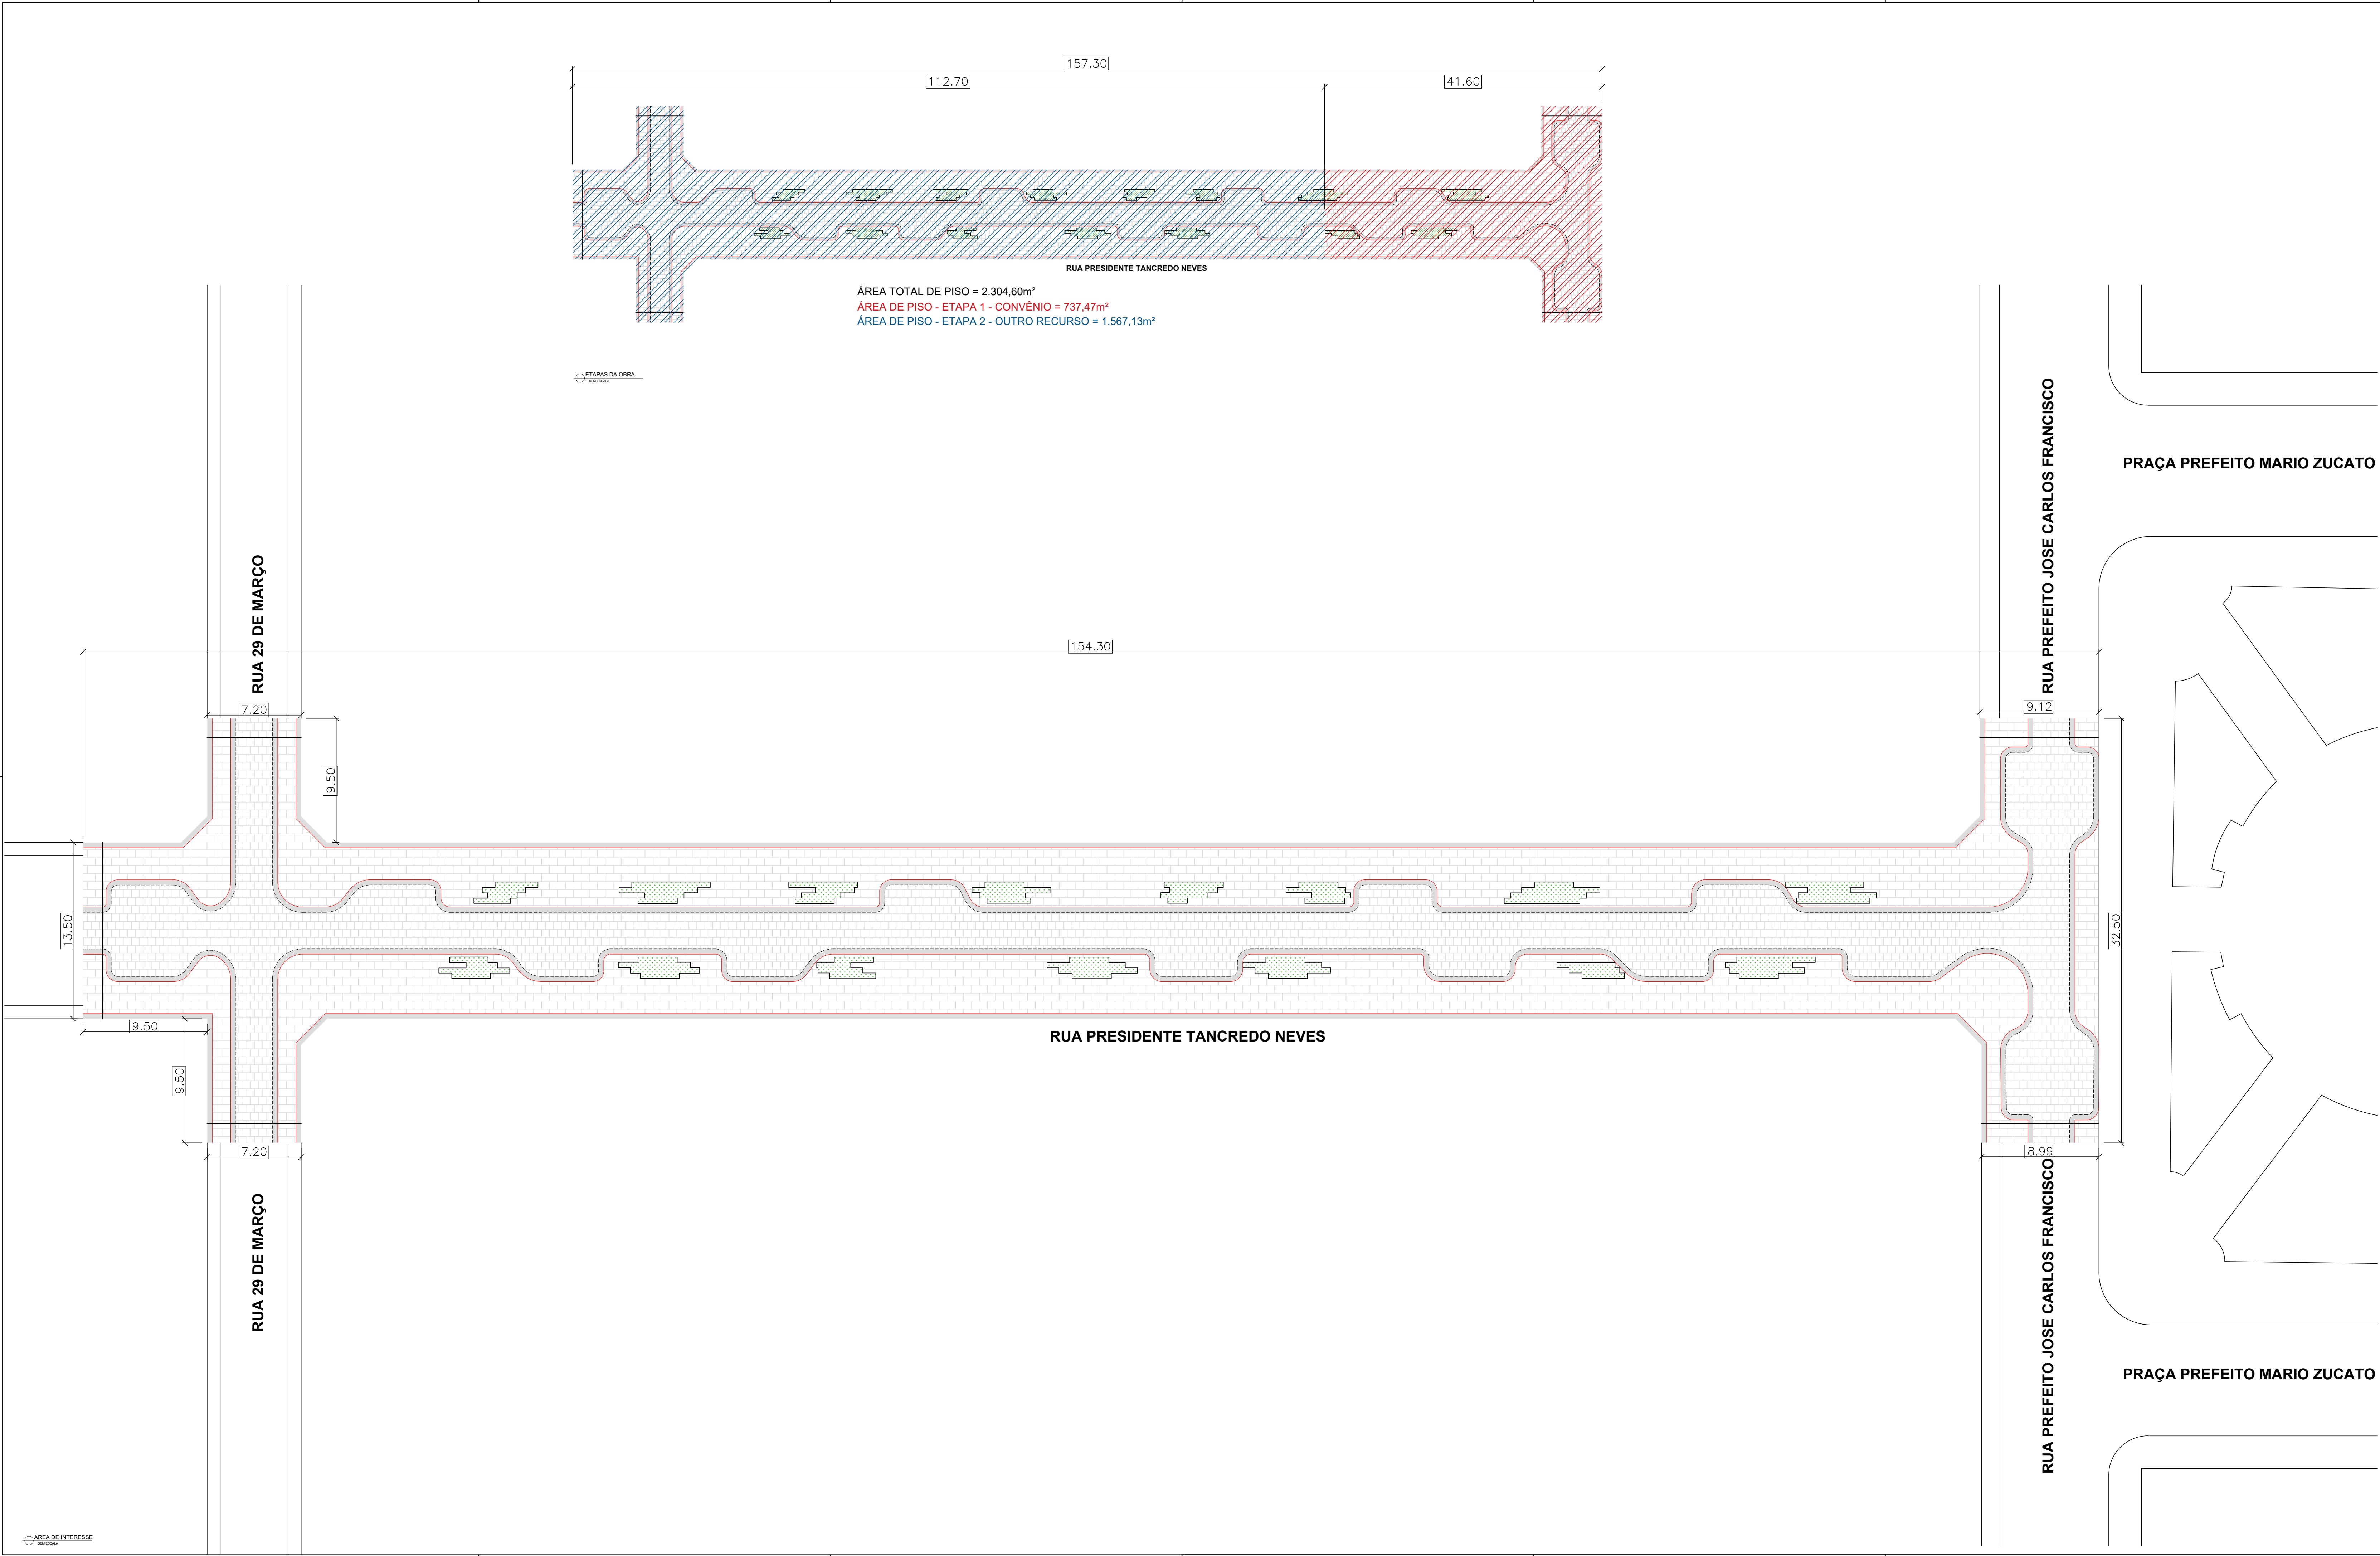 157.30
112.70
41.60
RUA PRESIDENTE TANCREDO NEVES
ÁREA TOTAL DE PISO = 2.304,60m²
ÁREA DE PISO - ETAPA 1 - CONVÊNIO = 737,47m²
ÁREA DE PISO - ETAPA 2 - OUTRO RECURSO = 1.567,13m²
ETAPAS DA OBRA
SEM ESCALA
RUA PREFEITO JOSE CARLOS FRANCISCO
PRAÇA PREFEITO MARIO ZUCATO
RUA 29 DE MARÇO
154.30
7.20
9.12
9.50
13.50
32.50
9.50
9.50
RUA PRESIDENTE TANCREDO NEVES
7.20
8.99
RUA 29 DE MARÇO
RUA PREFEITO JOSE CARLOS FRANCISCO
PRAÇA PREFEITO MARIO ZUCATO
ÁREA DE INTERESSE
SEM ESCALA